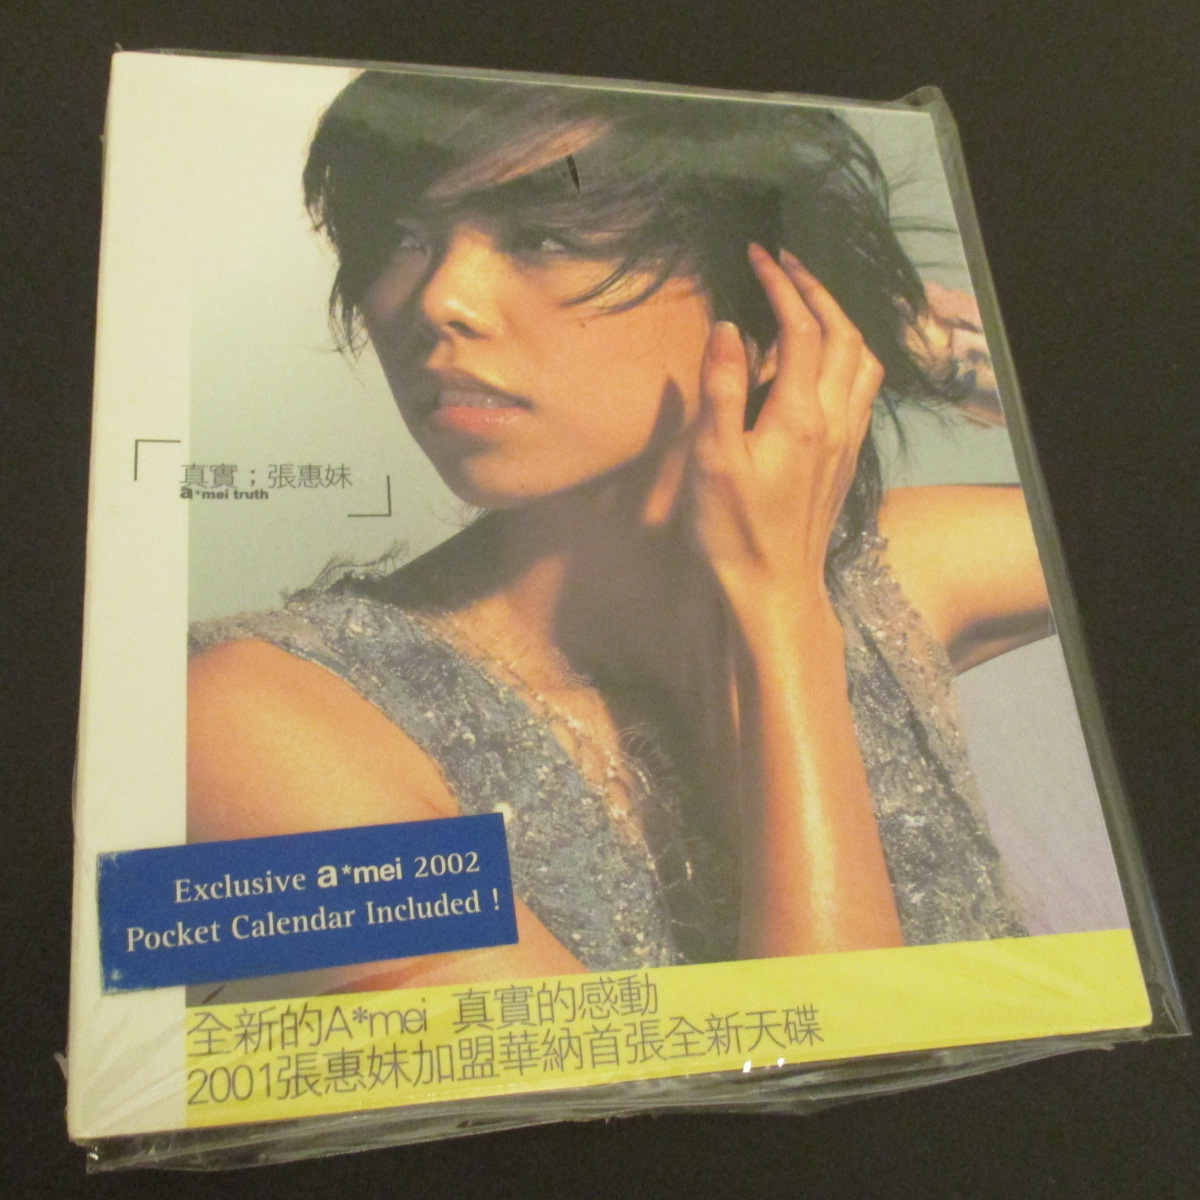 真實；張惠妹
a*mei truth
Exclusive a*mei 2002
Pocket Calendar Included !
全新的A*mei 真實的感動
2001張惠妹加盟華納首張全新天碟